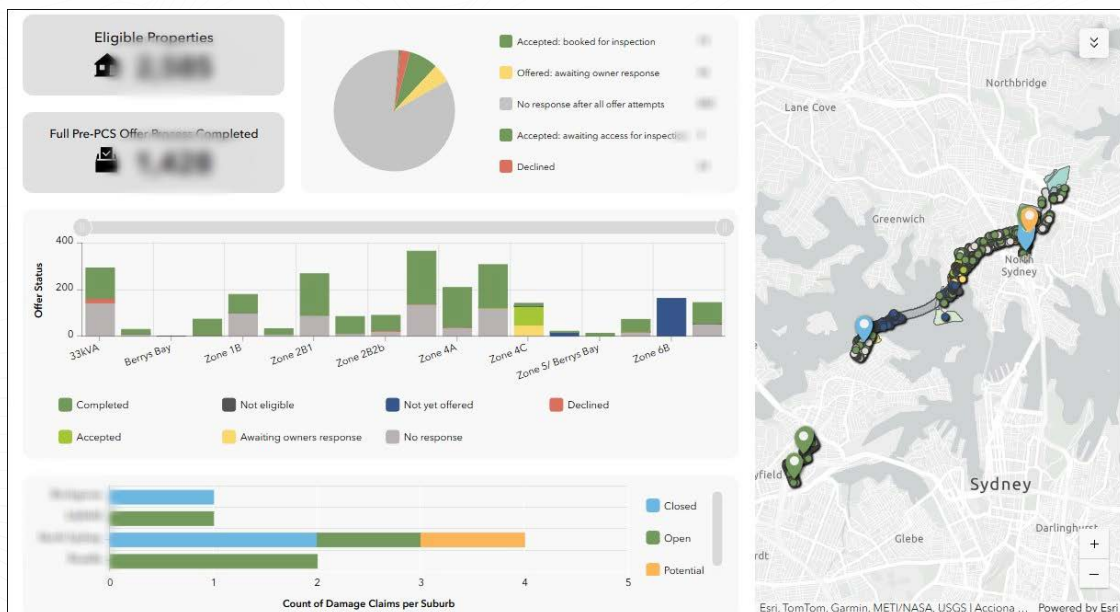 Eligible Properties
Full Pre-PCS Offer Process Completed
Accepted: booked for inspection
Offered: awaiting owner response
No response after all offer attempts
Accepted: awaiting access for
Declined
Offer Status
400
200
0
33kVA
Berrys Bay
Zone 1B
Zone 2B1
Zone 2B2b
Zone 4A
Zone 4C
Zone 5/ Berrys Bay
Zone 6B
Completed
Not eligible
Not yet offered
Declined
Accepted
Awaiting owners response
No response
Closed
Open
Potential
0
1
2
3
4
5
Count of Damage Claims per Suburb
Northbridge
Lane Cove
Greenwich
North
Sydney
yfield
Sydney
Darlinghurst
Glebe
rdt
+
−
Esri, TomTom, Garmin, METI/NASA, USGS | Acciona ... Powered by Esri